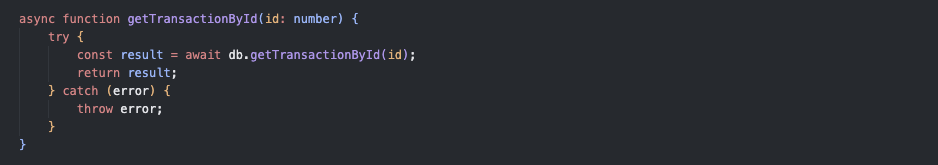 async function getTransactionById(id: number) {
    try {
        const result = await db.getTransactionById(id);
        return result;
    } catch (error) {
        throw error;
    }
}